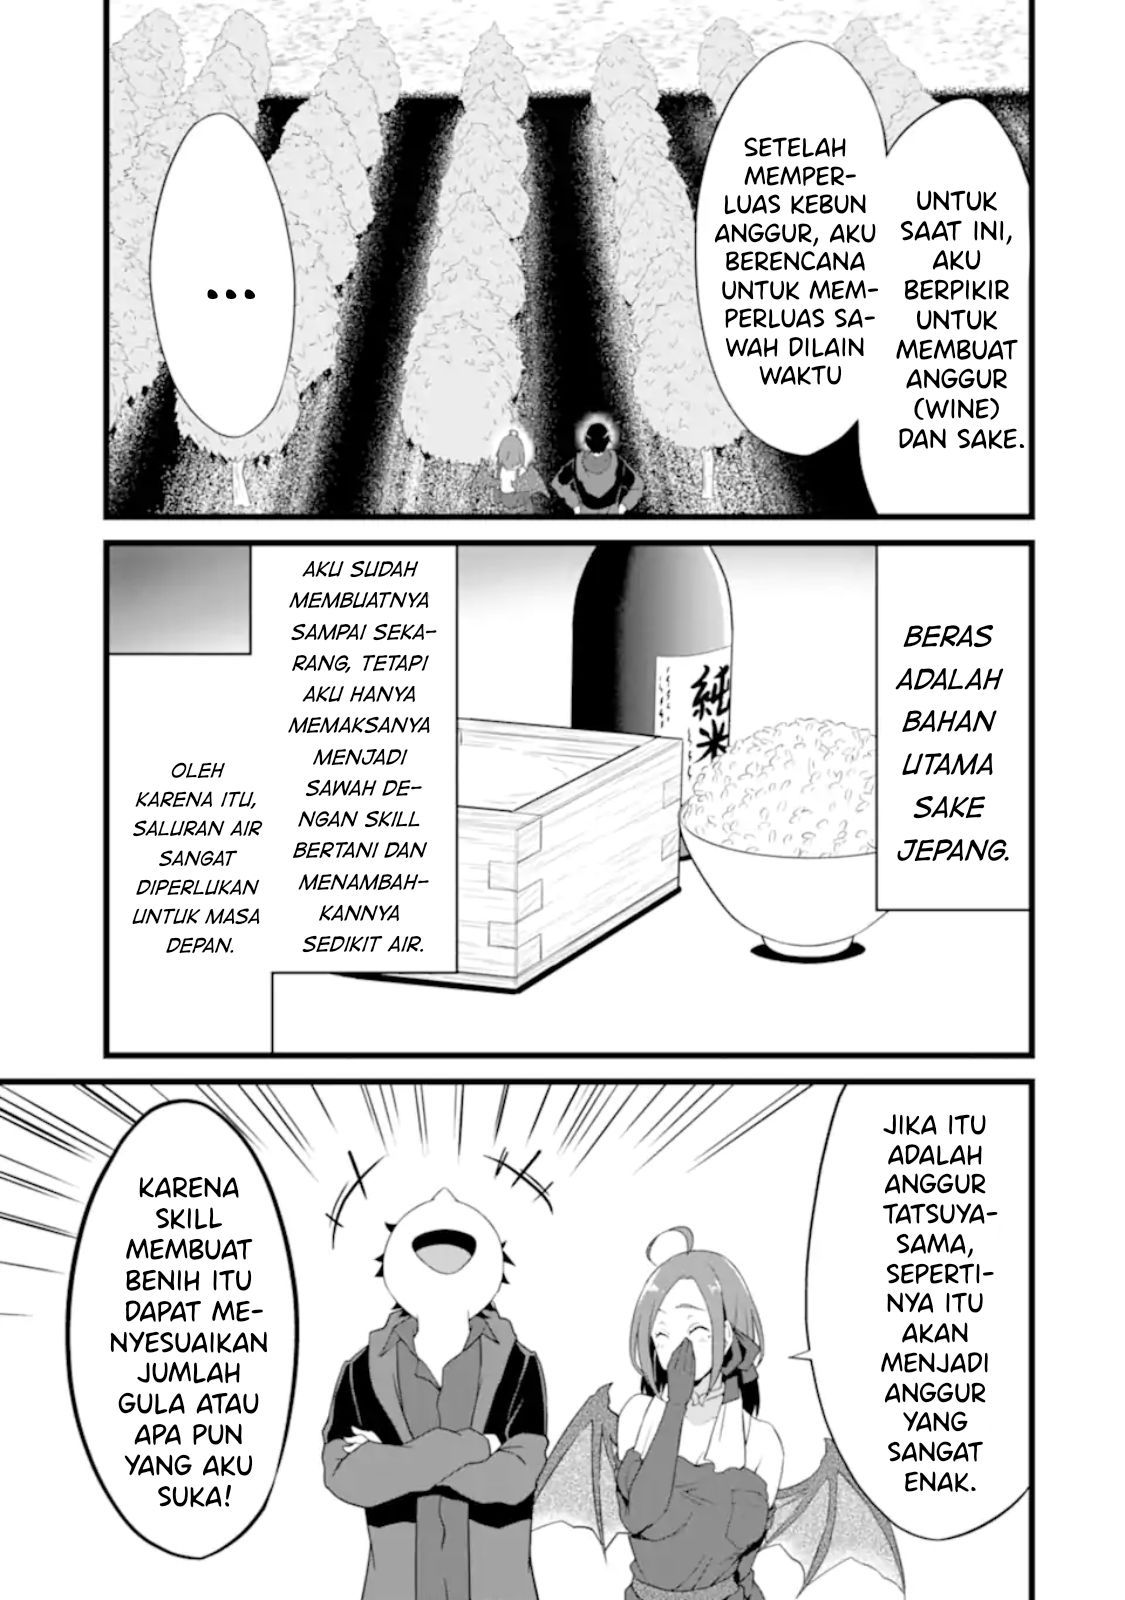 UNTUK
SAAT INI,
AKU
BERPIKIR
UNTUK
MEMBUAT
ANGGUR
(WINE)
DAN SAKE.
SETELAH
MEMPER-
LUAS KEBUN
ANGGUR, AKU
BERENCANA
UNTUK MEM-
PERLUAS SA-
WAH DILAIN
WAKTU
...
BERAS
ADALAH
BAHAN
UTAMA
SAKE
JEPANG.
純米
AKU SUDAH
MEMBUATNYA
SAMPAI SEKA-
RANG, TETAPI
AKU HANYA
MEMAKSANYA
MENJADI
SAWAH DE-
NGAN SKILL
BERTANI DAN
MENAMBAH-
KANNYA
SEDIKIT AIR.
OLEH
KARENA ITU,
SALURAN AIR
SANGAT
DIPERLUKAN
UNTUK MASA
DEPAN.
JIKA ITU
ADALAH
ANGGUR
TATSUYA-
SAMA,
SEPERTI-
NYA ITU
AKAN
MENJADI
ANGGUR
YANG
SANGAT
ENAK.
KARENA
SKILL
MEMBUAT
BENIH ITU
DAPAT ME-
NYESUAIKAN
JUMLAH
GULA ATAU
APA PUN
YANG AKU
SUKA!